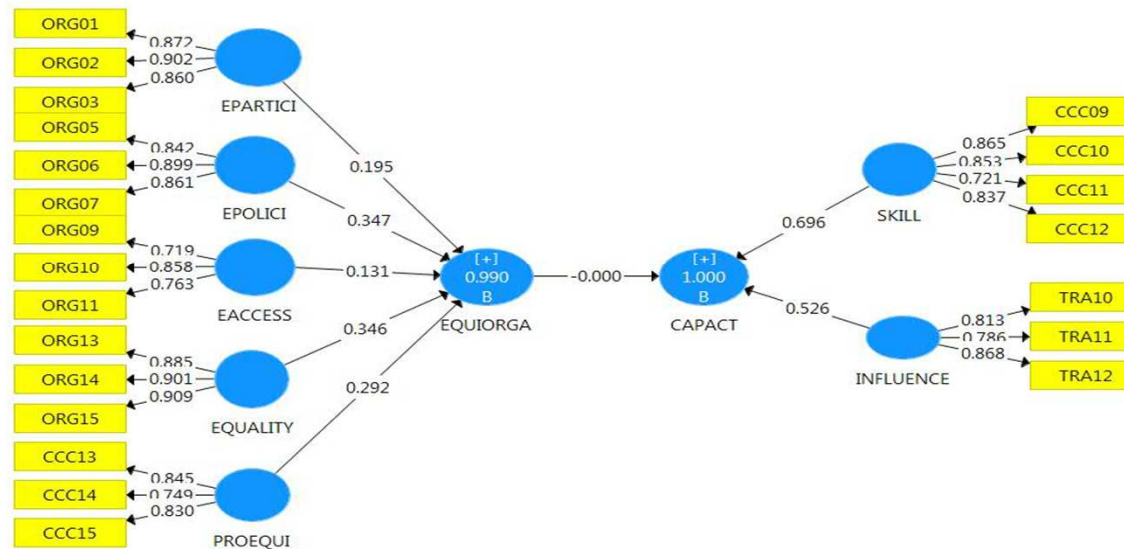 ORG01
0.872
ORG02
0.902
0.860
ORG03
EPARTICI
ORG05
0.842
ORG06
0.899
0.861
ORG07
EPOLICI
ORG09
0.719
ORG10
0.858
0.763
ORG11
EACCESS
ORG13
0.885
ORG14
0.901
0.909
ORG15
EQUALITY
CCC13
0.845
CCC14
0.749
0.830
CCC15
PROEQUI
0.195
0.347
0.131
0.346
0.292
[+]
0.990
B
EQUIORGA
-0.000
[+]
1.000
B
CAPACT
0.696
0.526
SKILL
0.865
CCC09
0.853
CCC10
0.721
CCC11
0.837
CCC12
INFLUENCE
0.813
TRA10
0.786
TRA11
0.868
TRA12